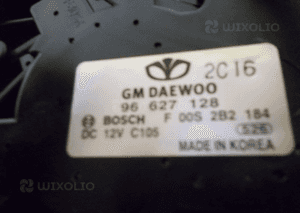 WIXOLIO
2C16
GM DAEWOO
96 627 128
BOSCH F 00S 2B2 184
DC 12V C105 526
MADE IN KOREA
WIXOLIO